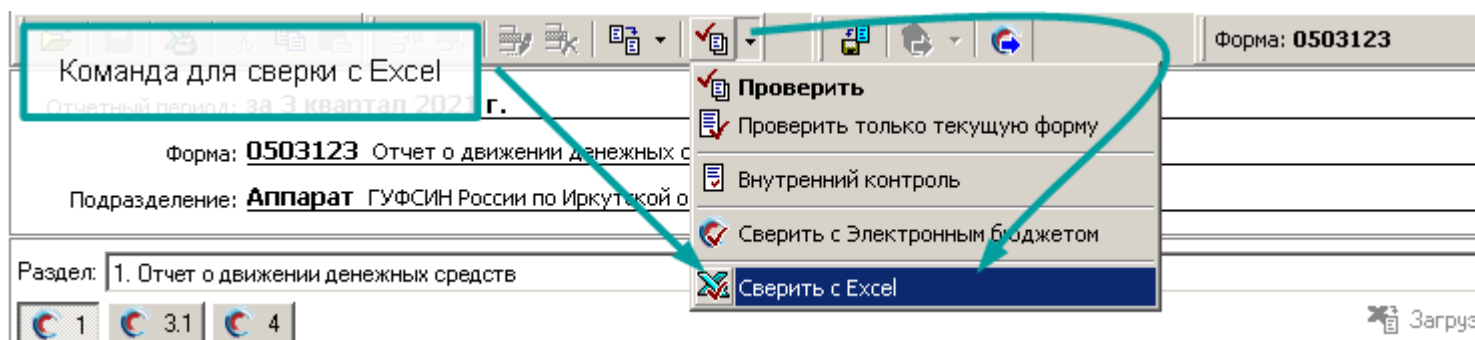 Форма: 0503123
Команда для сверки с Excel
Отчетный период: за 3 квартал 2021 г.
Проверить
Проверить только текущую форму
Форма: 0503123 Отчет о движении денежных с
Внутренний контроль
Подразделение: Аппарат ГУФСИН России по Иркутской о
Сверить с Электронным бюджетом
Раздел: 1. Отчет о движении денежных средств
Сверить с Excel
1 3.1 4
Загруз